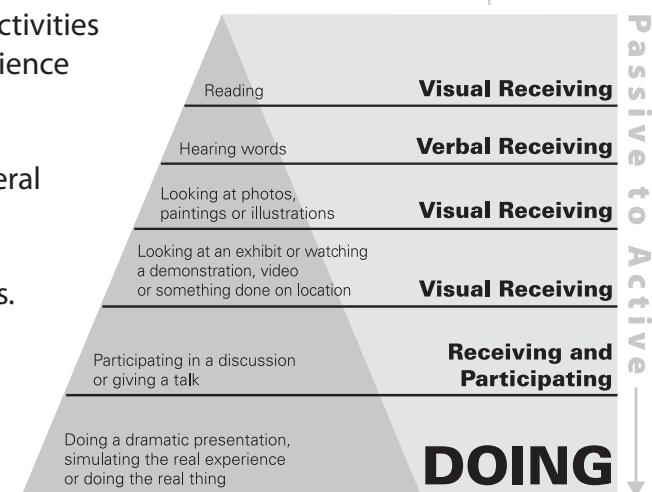 ctivities
ience
eral
s.
Reading
Visual Receiving
Hearing words
Verbal Receiving
Looking at photos,
paintings or illustrations
Visual Receiving
Looking at an exhibit or watching
a demonstration, video
or something done on location
Visual Receiving
Participating in a discussion
or giving a talk
Receiving and
Participating
Doing a dramatic presentation,
simulating the real experience
or doing the real thing
DOING
Passive to Active